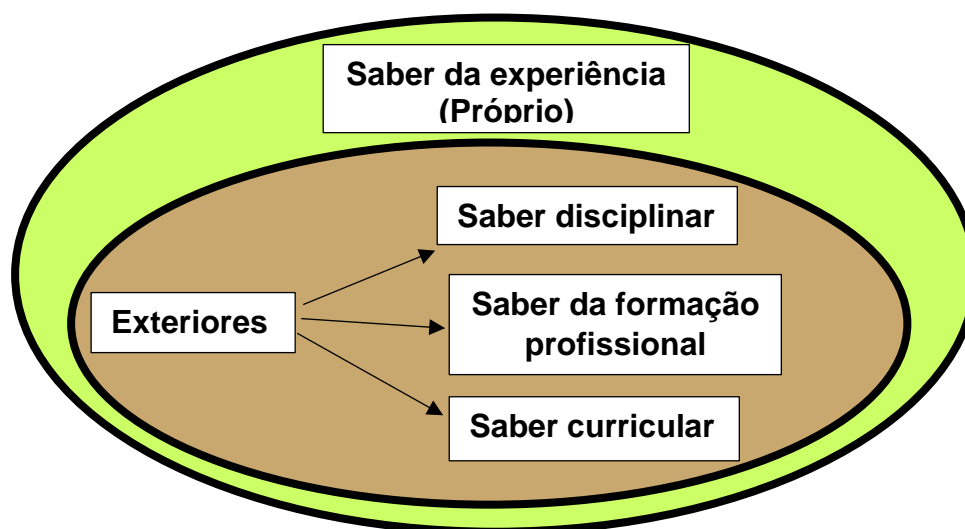 Saber da experiência
(Próprio)
Saber disciplinar
Exteriores
Saber da formação
profissional
Saber curricular